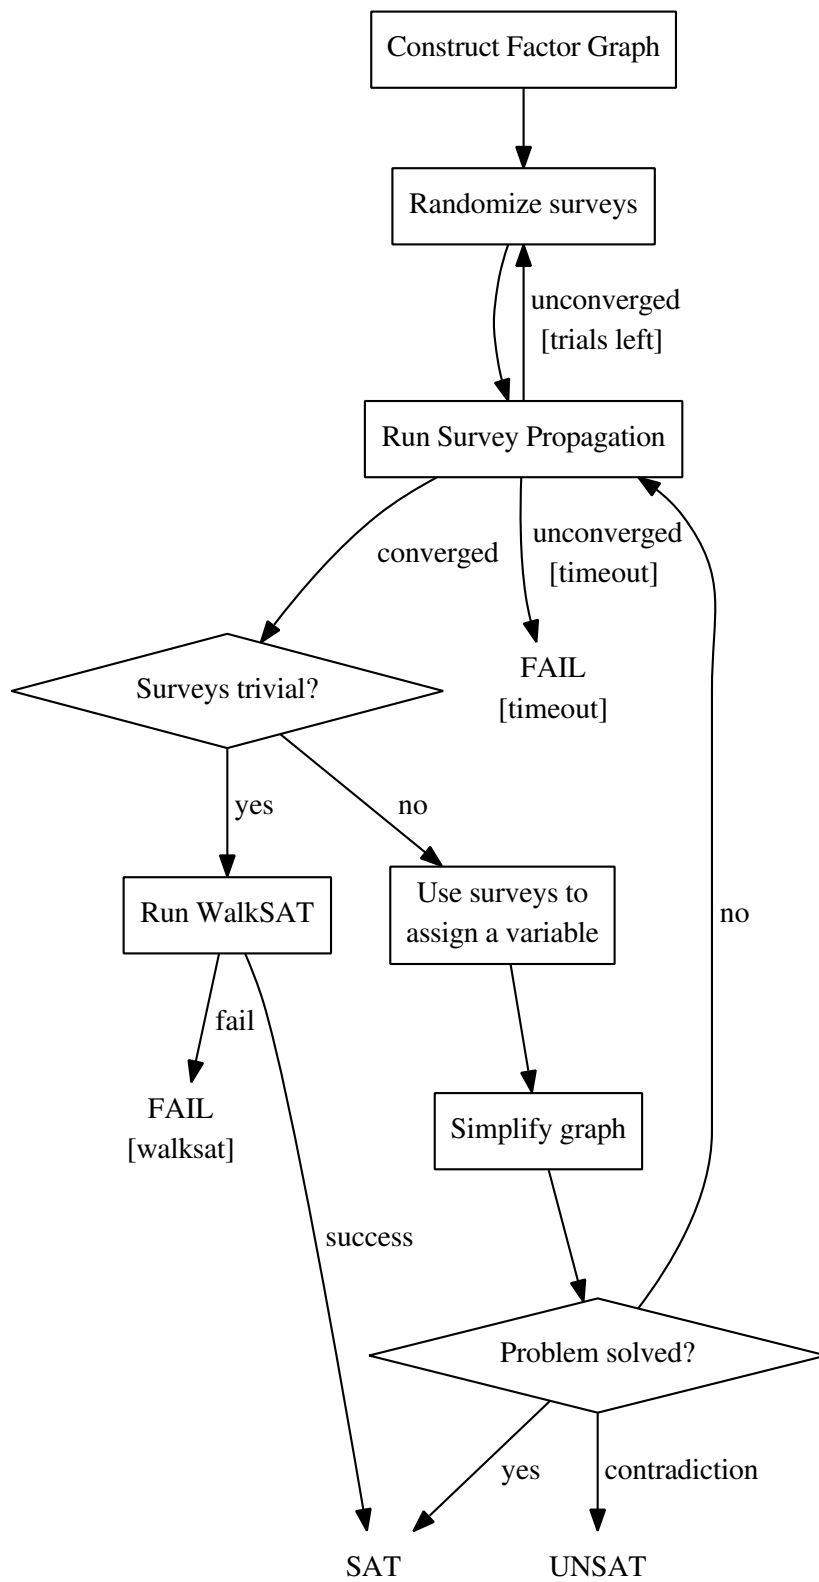 Construct Factor Graph
Randomize surveys
unconverged
[trials left]
Run Survey Propagation
converged
unconverged
[timeout]
FAIL
[timeout]
Surveys trivial?
yes
no
Run WalkSAT
Use surveys to
assign a variable
no
fail
FAIL
[walksat]
Simplify graph
success
Problem solved?
yes
contradiction
SAT
UNSAT